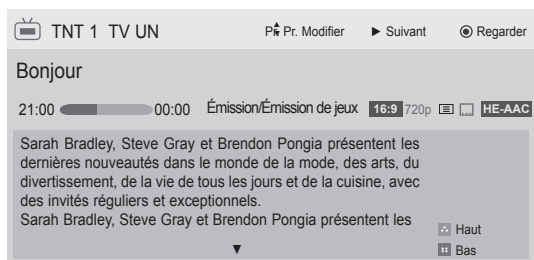 TNT 1 TV UN PR Pr. Modifier ► Suivant ◉ Regarder
Bonjour
21:00 00:00 Émission/Émission de jeux 16:9 720p HE-AAC
Sarah Bradley, Steve Gray et Brendon Pongia présentent les
dernières nouveautés dans le monde de la mode, des arts, du
divertissement, de la vie de tous les jours et de la cuisine, avec
des invités réguliers et exceptionnels.
Sarah Bradley, Steve Gray et Brendon Pongia présentent les
Haut
▼ Bas